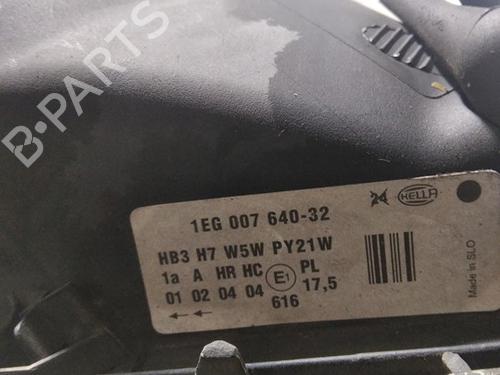 B-PARTS
1EG 007 640-32
24 HELLA
HB3 H7 W5W PY21W
1a A HR HC E1 PL
01 02 04 04 17,5
616
Made in SLO